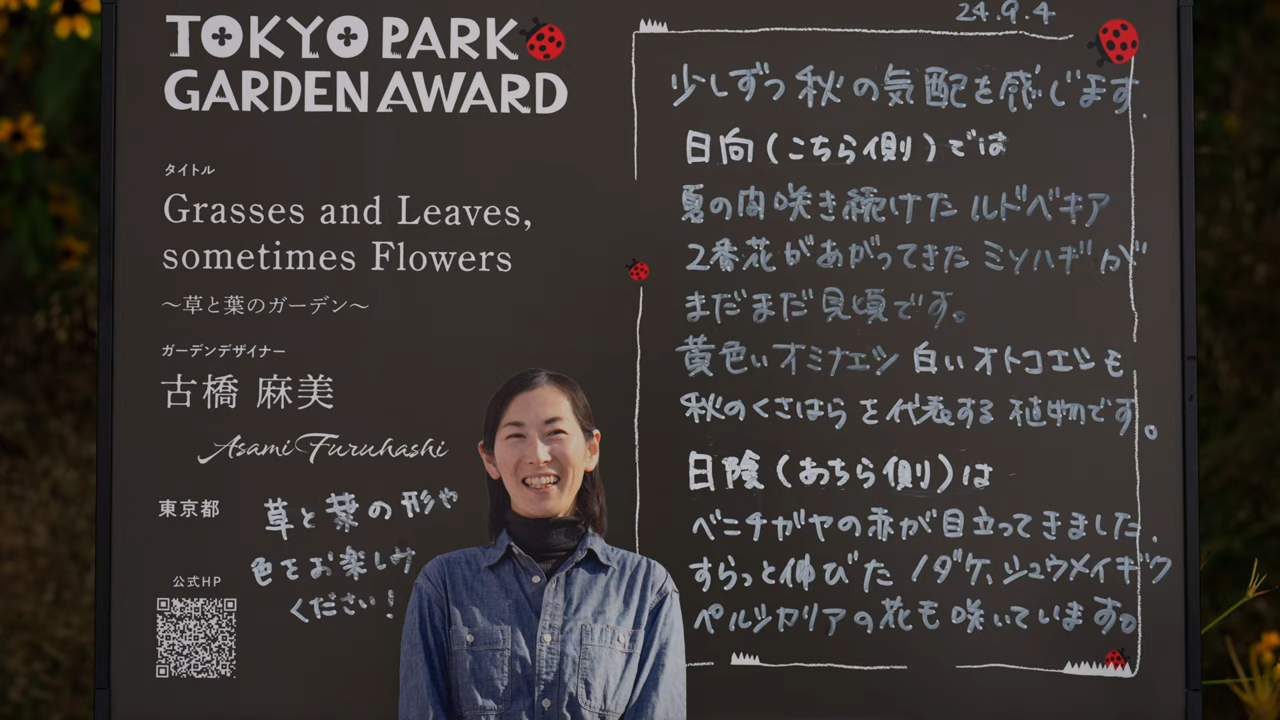 TOKYO PARK
GARDEN AWARD
タイトル
Grasses and Leaves,
sometimes Flowers
〜草と葉のガーデン〜
ガーデンデザイナー
古橋 麻美
Asami Furuhashi
東京都
草と葉の形や
色をお楽しみ
ください!
公式HP
24.9.4
少しずつ秋の気配を感じます.
日向(こちら側)では
夏の間咲き続けたルドベキア
2番花があがってきたミソハギが
まだまだ見頃です。
黄色いオミナエシ 白いオトコエシも
秋のくさはらを代表する植物です。
日陰(あちら側)は
ベニチガヤの赤が目立ってきました.
すらっと伸びたノダケ、シュウメイギク
ペルシカリアの花も咲いています。